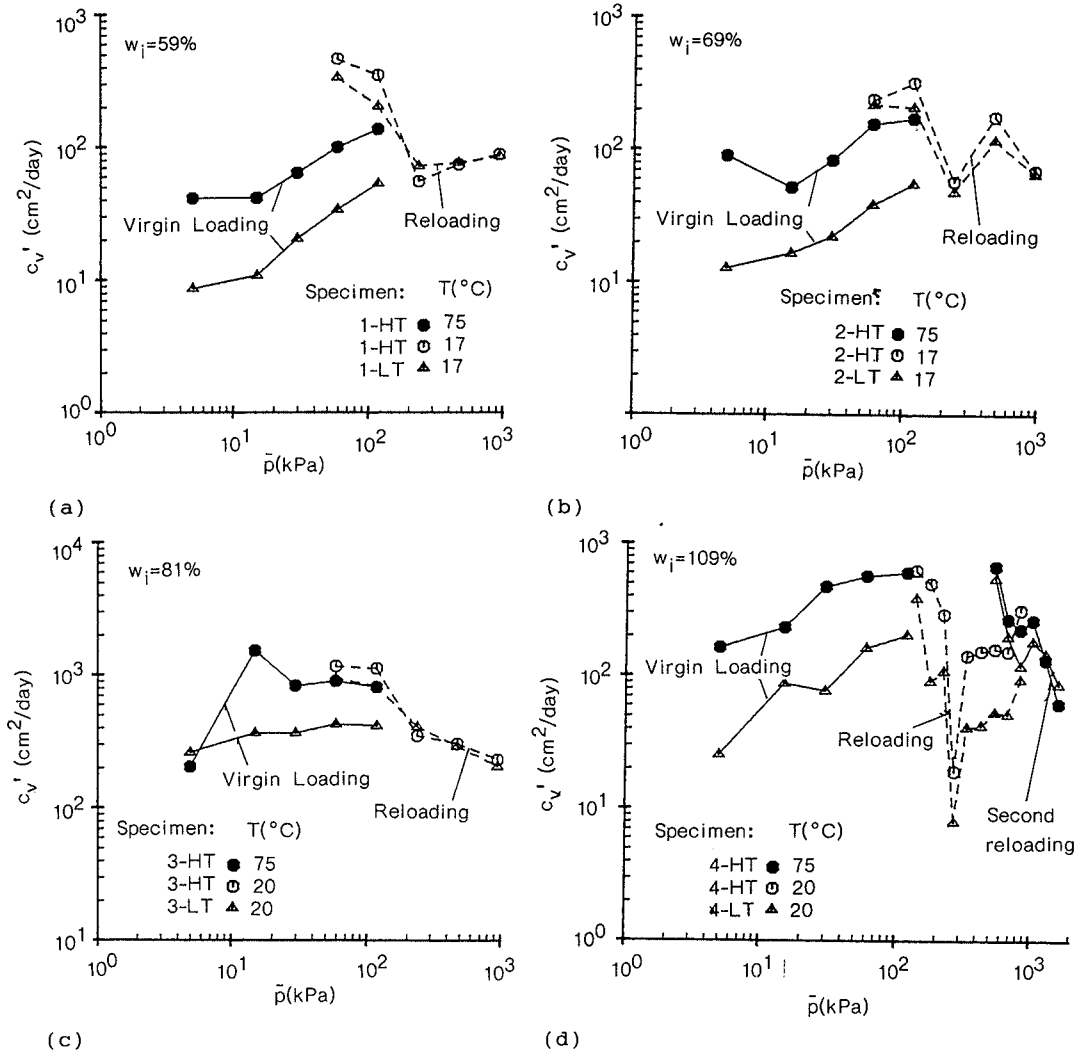 10³
w_i=59%
10²
c_v' (cm²/day)
Virgin Loading
Reloading
10¹
Specimen: T(°C)
1-HT 75
1-HT 17
1-LT 17
10⁰
10⁰ 10¹ 10² 10³
p̄(kPa)
(a)
10³
w_i=69%
10²
c_v' (cm²/day)
Virgin Loading
Reloading
10¹
Specimen: T(°C)
2-HT 75
2-HT 17
2-LT 17
10⁰
10⁰ 10¹ 10² 10³
p̄(kPa)
(b)
10⁴
w_i=81%
10³
c_v' (cm²/day)
Virgin Loading
Reloading
10²
Specimen: T(°C)
3-HT 75
3-HT 20
3-LT 20
10¹
10⁰ 10¹ 10² 10³
p̄(kPa)
(c)
10³
w_i=109%
10²
c_v' (cm²/day)
Virgin Loading
Reloading
10¹
Second
reloading
Specimen: T(°C)
4-HT 75
4-HT 20
4-LT 20
10⁰
10⁰ 10¹ 10² 10³
p̄(kPa)
(d)